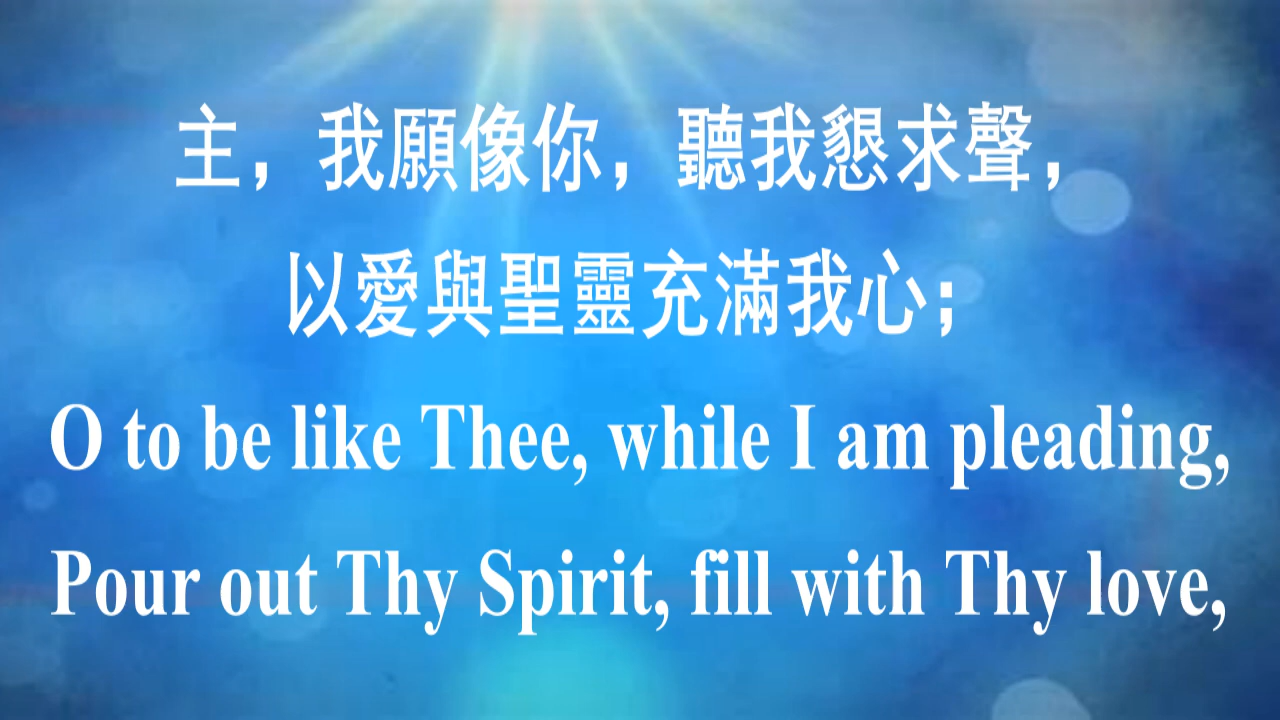 主，我願像你，聽我懇求聲，
以愛與聖靈充滿我心；
O to be like Thee, while I am pleading,
Pour out Thy Spirit, fill with Thy love,